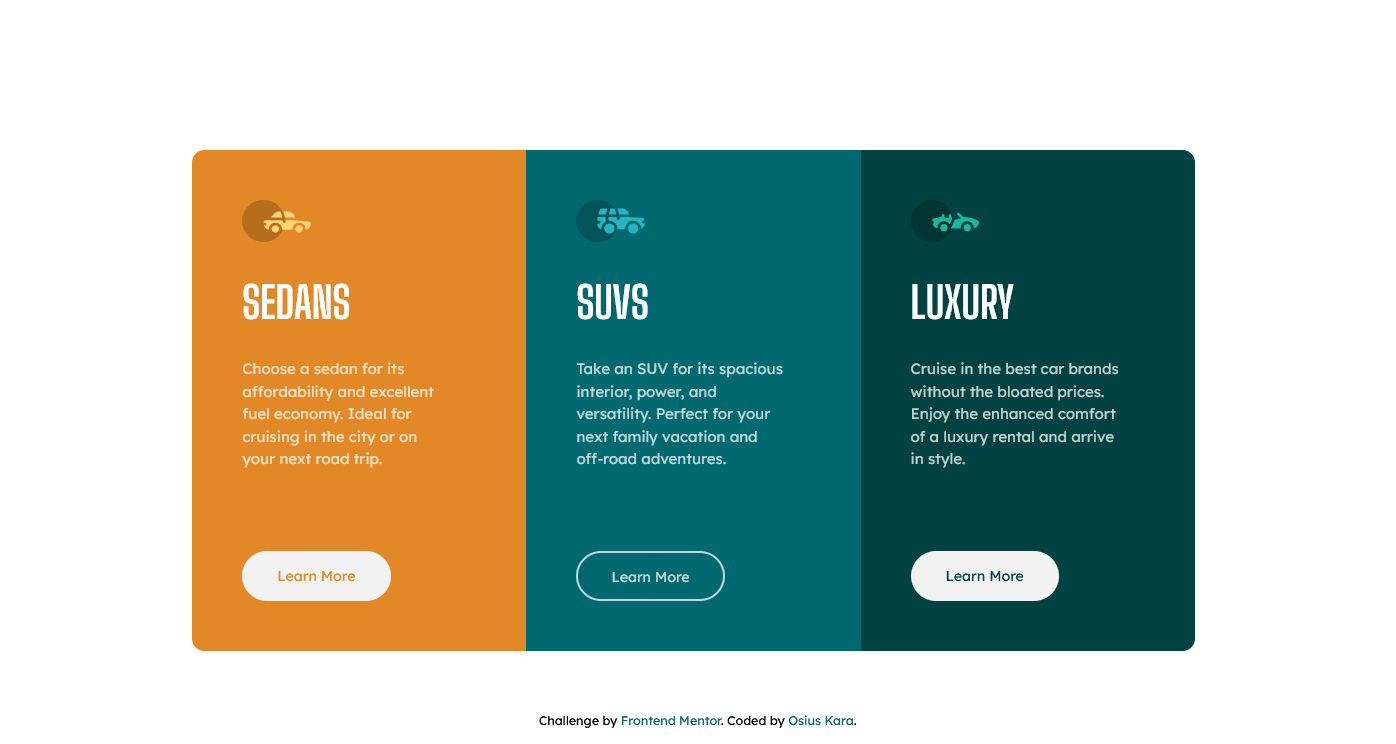 SEDANS
Choose a sedan for its
affordability and excellent
fuel economy. Ideal for
cruising in the city or on
your next road trip.
Learn More
SUVS
Take an SUV for its spacious
interior, power, and
versatility. Perfect for your
next family vacation and
off-road adventures.
Learn More
LUXURY
Cruise in the best car brands
without the bloated prices.
Enjoy the enhanced comfort
of a luxury rental and arrive
in style.
Learn More
Challenge by Frontend Mentor. Coded by Osius Kara.